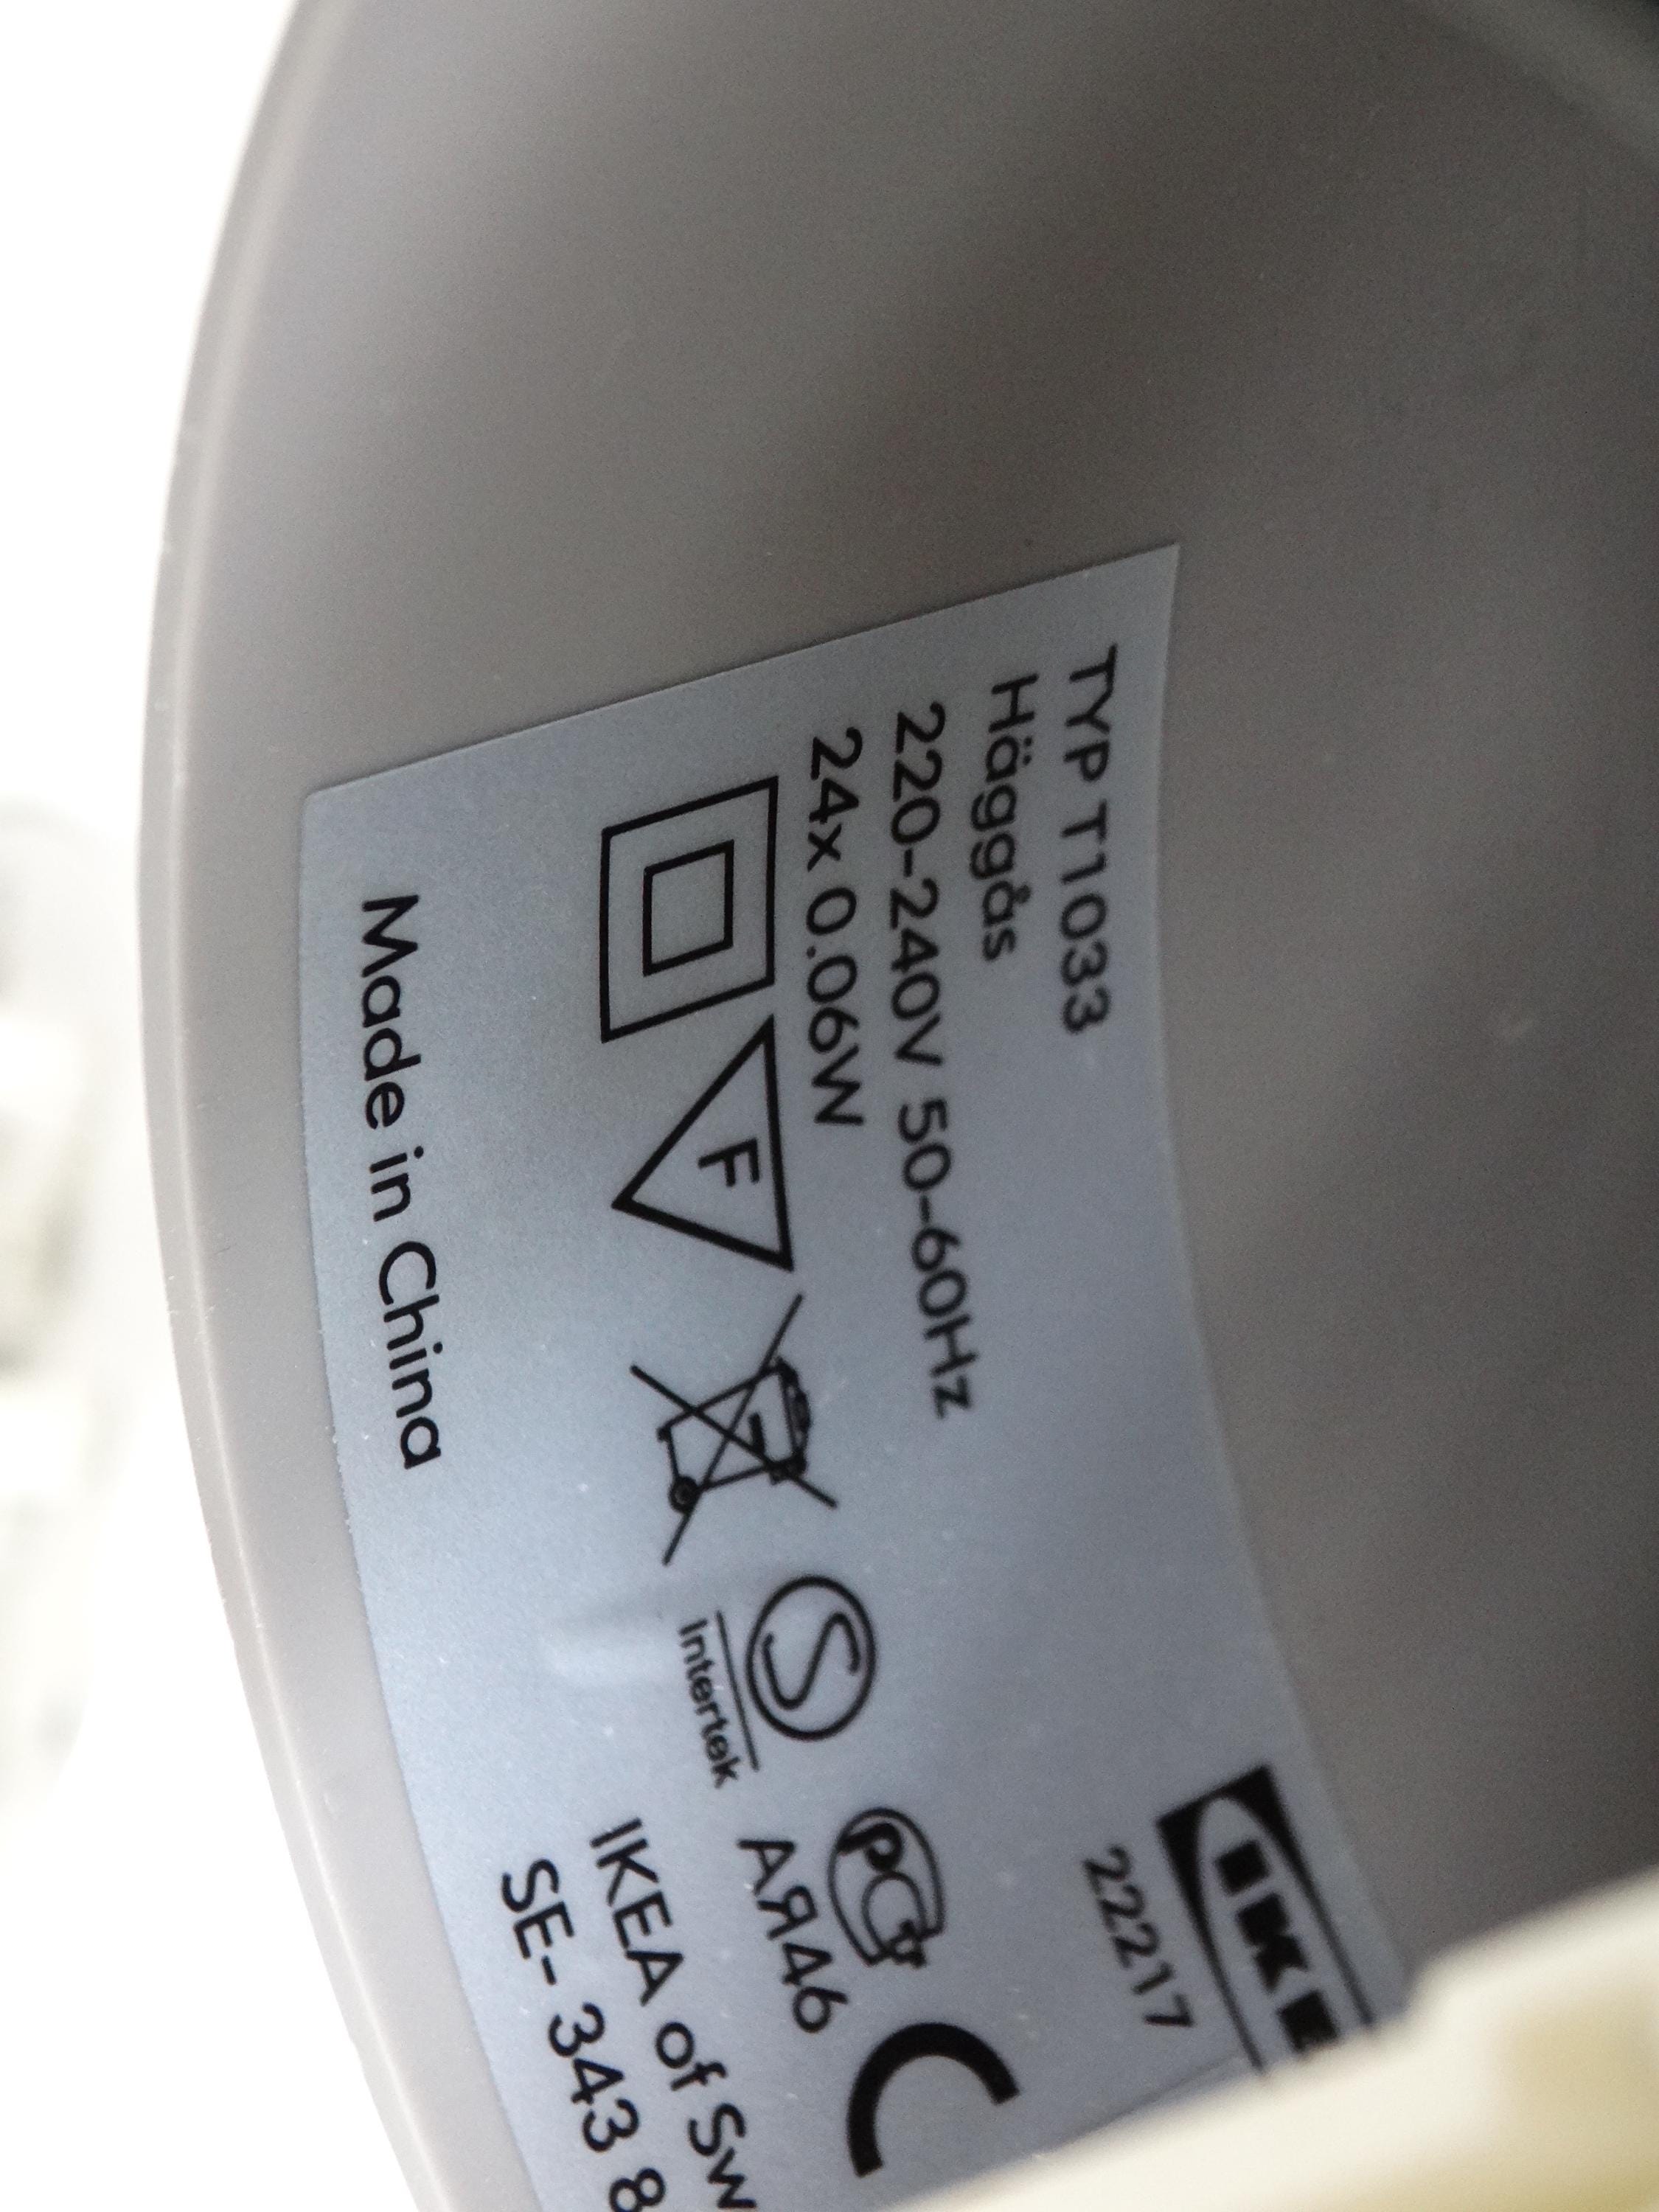 TYP T1033
Häggås
220-240V 50-60Hz
24x 0.06W
F
Intertek
АЯ46
Made in China
IKE
22217
IKEA of Sw
SE- 343 8